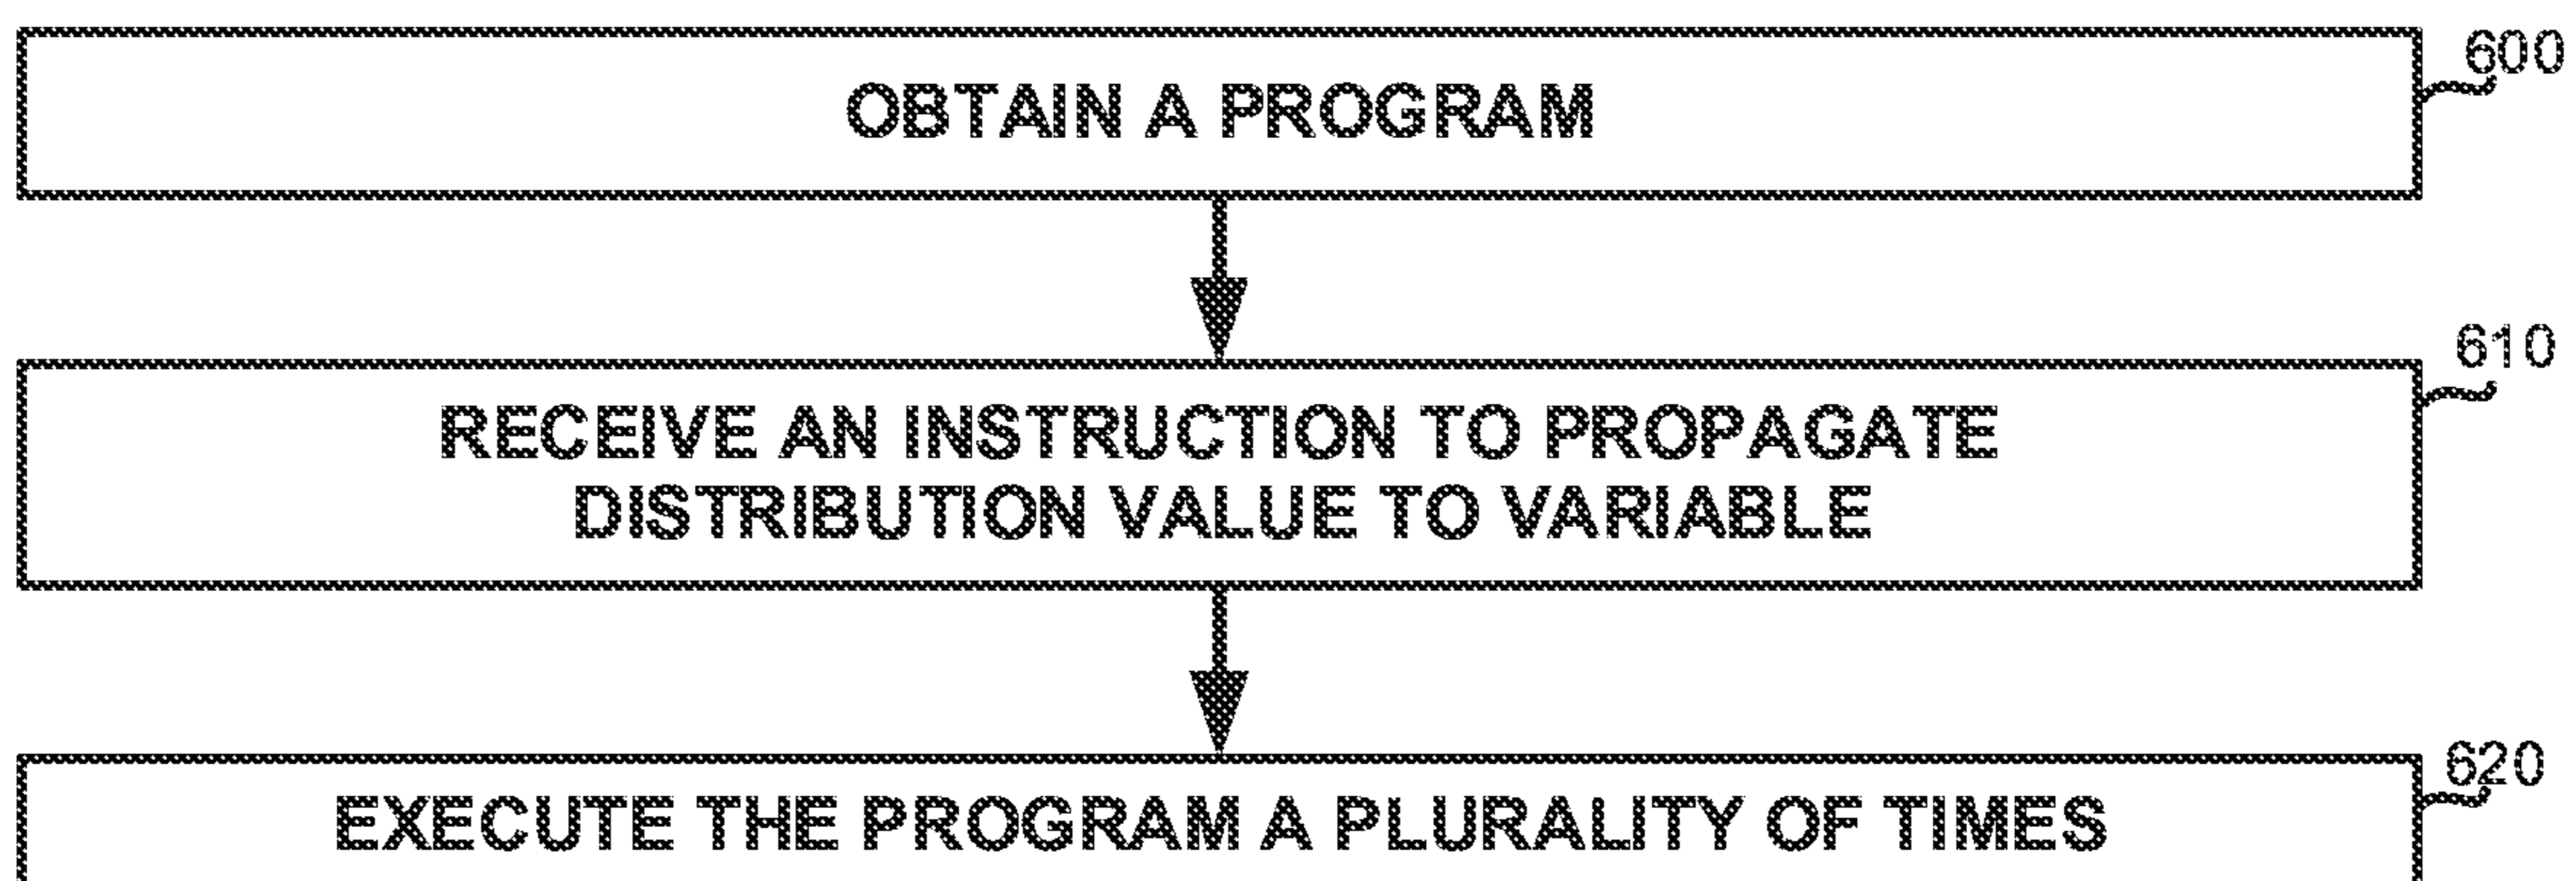 OBTAIN A PROGRAM
600
RECEIVE AN INSTRUCTION TO PROPAGATE
DISTRIBUTION VALUE TO VARIABLE
610
EXECUTE THE PROGRAM A PLURALITY OF TIMES
620